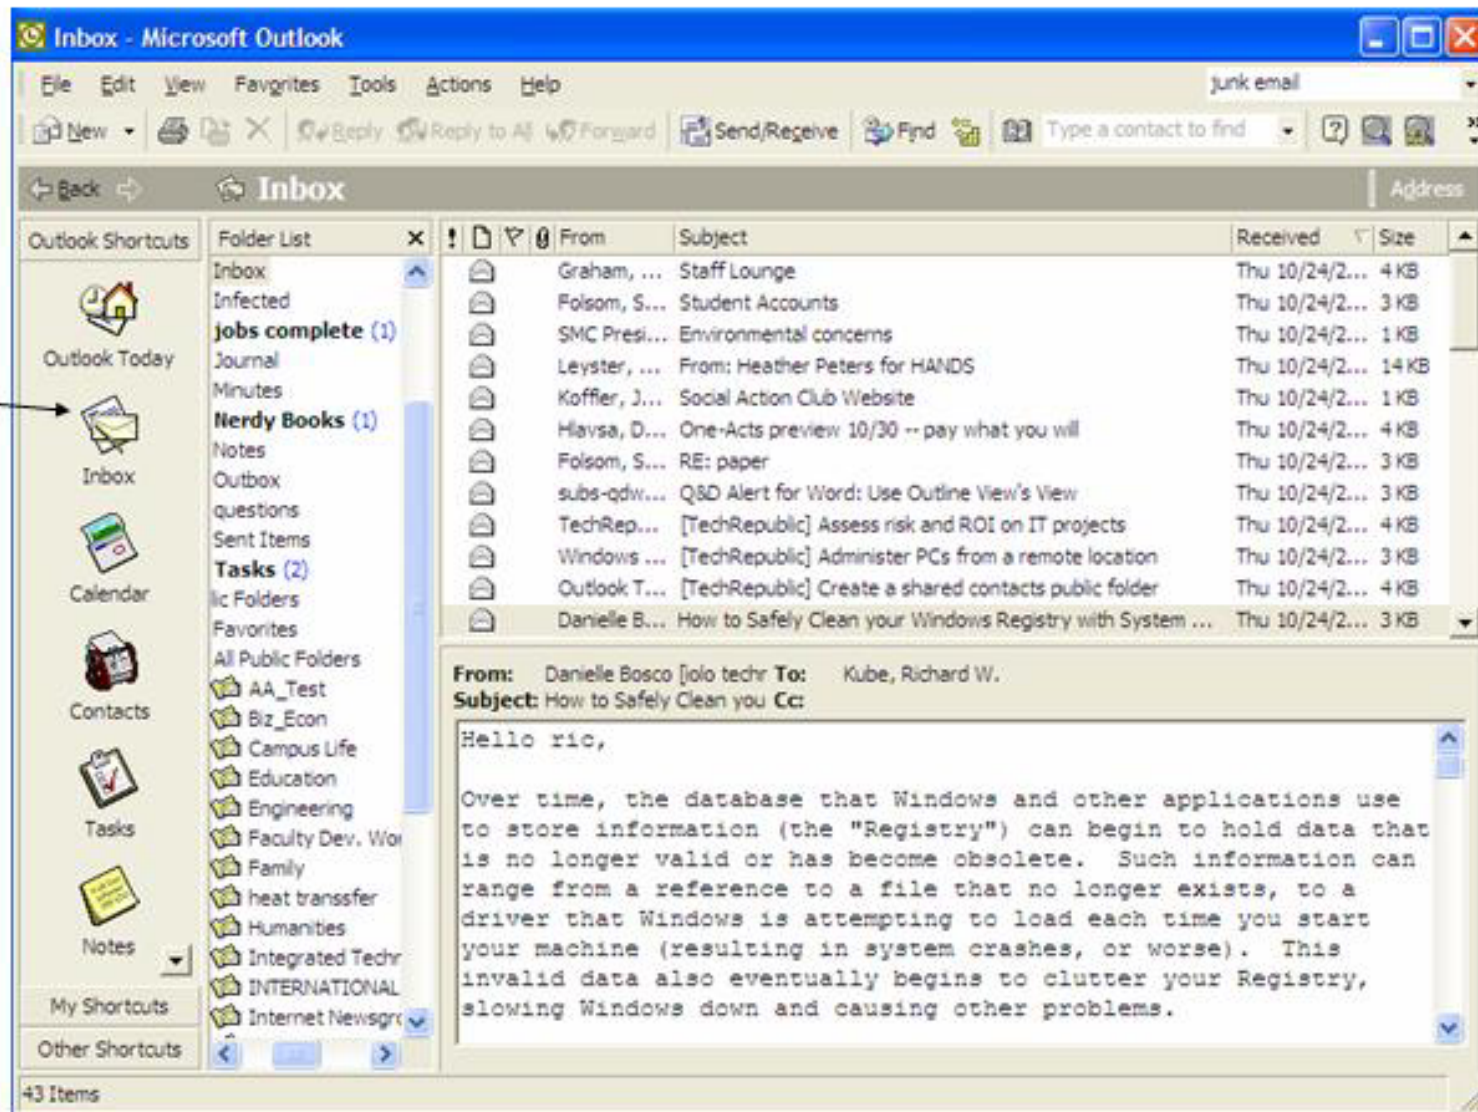 Inbox - Microsoft Outlook
File Edit View Favorites Tools Actions Help junk email
New Reply Reply to All Forward Send/Receive Find Type a contact to find
Back Inbox Address
Outlook Shortcuts
Outlook Today
Inbox
Calendar
Contacts
Tasks
Notes
My Shortcuts
Other Shortcuts
Folder List X
Inbox
Infected
jobs complete (1)
Journal
Minutes
Nerdy Books (1)
Notes
Outbox
questions
Sent Items
Tasks (2)
lic Folders
Favorites
All Public Folders
AA_Test
Biz_Econ
Campus Life
Education
Engineering
Faculty Dev. Wor
Family
heat transsfer
Humanities
Integrated Techr
INTERNATIONAL
Internet Newsgrc
! From Subject Received Size
Graham, ... Staff Lounge Thu 10/24/2... 4 KB
Folsom, S... Student Accounts Thu 10/24/2... 3 KB
SMC Presi... Environmental concerns Thu 10/24/2... 1 KB
Leyster, ... From: Heather Peters for HANDS Thu 10/24/2... 14 KB
Koffler, J... Social Action Club Website Thu 10/24/2... 1 KB
Hlavsa, D... One-Acts preview 10/30 -- pay what you will Thu 10/24/2... 4 KB
Folsom, S... RE: paper Thu 10/24/2... 3 KB
subs-qdw... Q&D Alert for Word: Use Outline View's View Thu 10/24/2... 3 KB
TechRep... [TechRepublic] Assess risk and ROI on IT projects Thu 10/24/2... 4 KB
Windows ... [TechRepublic] Administer PCs from a remote location Thu 10/24/2... 3 KB
Outlook T... [TechRepublic] Create a shared contacts public folder Thu 10/24/2... 4 KB
Danielle B... How to Safely Clean your Windows Registry with System ... Thu 10/24/2... 3 KB
From: Danielle Bosco [iolo techr To: Kube, Richard W.
Subject: How to Safely Clean you Cc:
Hello ric,
Over time, the database that Windows and other applications use
to store information (the "Registry") can begin to hold data that
is no longer valid or has become obsolete. Such information can
range from a reference to a file that no longer exists, to a
driver that Windows is attempting to load each time you start
your machine (resulting in system crashes, or worse). This
invalid data also eventually begins to clutter your Registry,
slowing Windows down and causing other problems.
43 Items